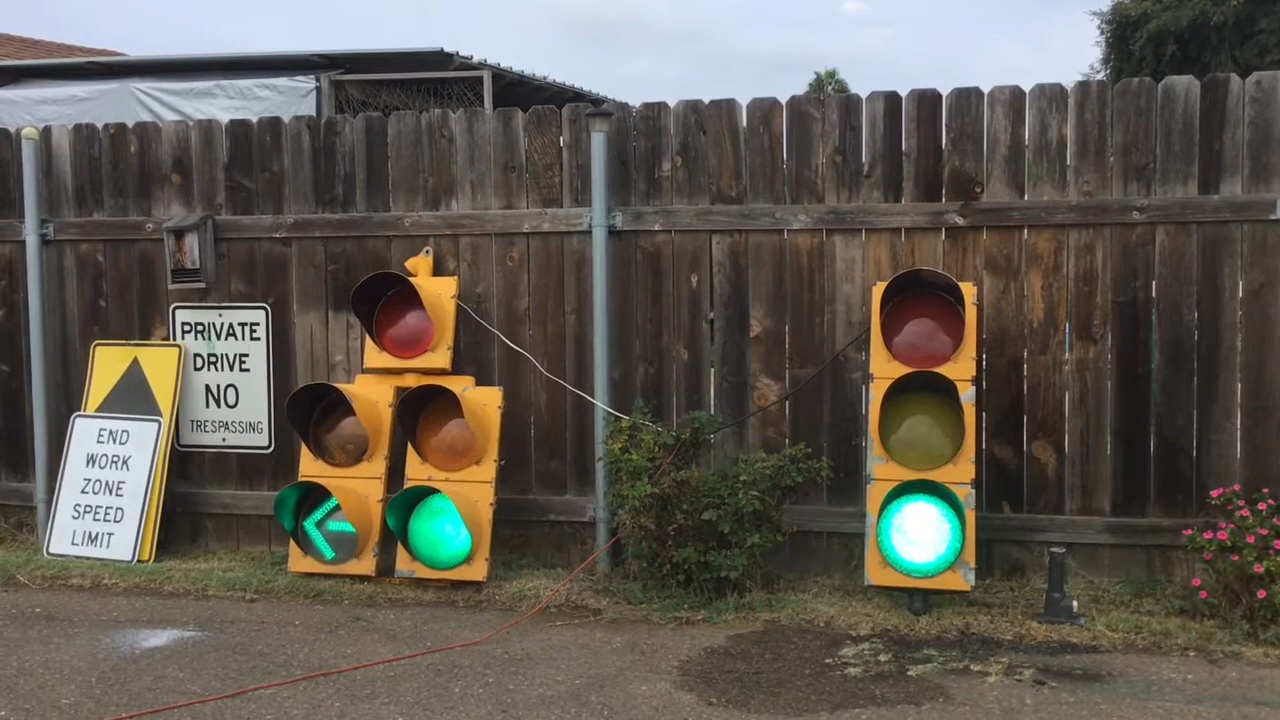 PRIVATE
DRIVE
NO
TRESPASSING
END
WORK
ZONE
SPEED
LIMIT